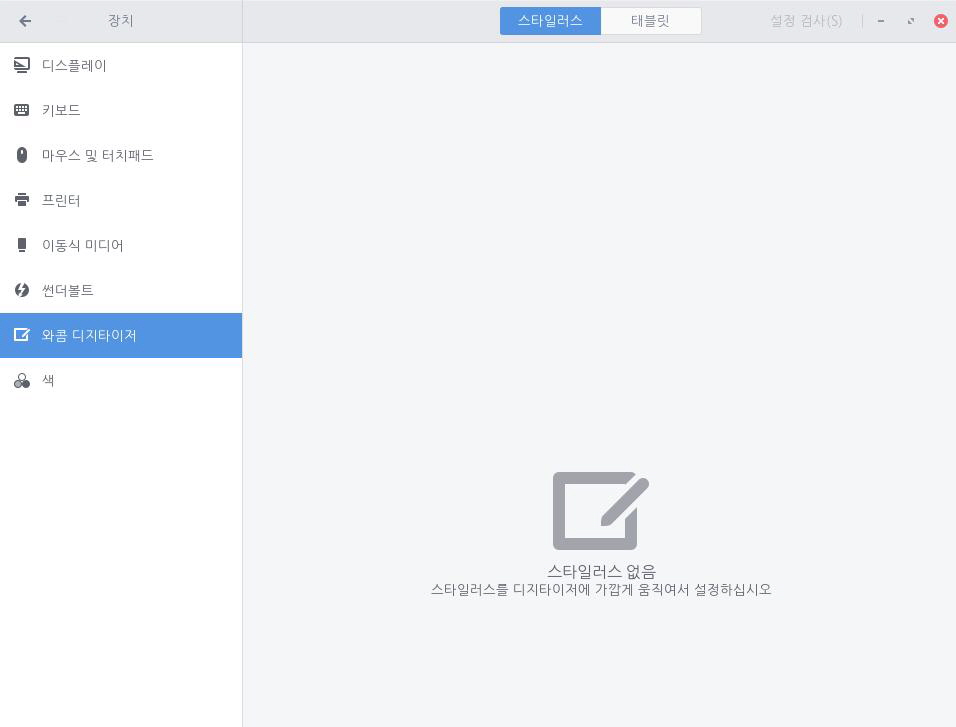 장치
스타일러스 태블릿 설정 검사(S)
디스플레이
키보드
마우스 및 터치패드
프린터
이동식 미디어
썬더볼트
와콤 디지타이저
색
스타일러스 없음
스타일러스를 디지타이저에 가깝게 움직여서 설정하십시오